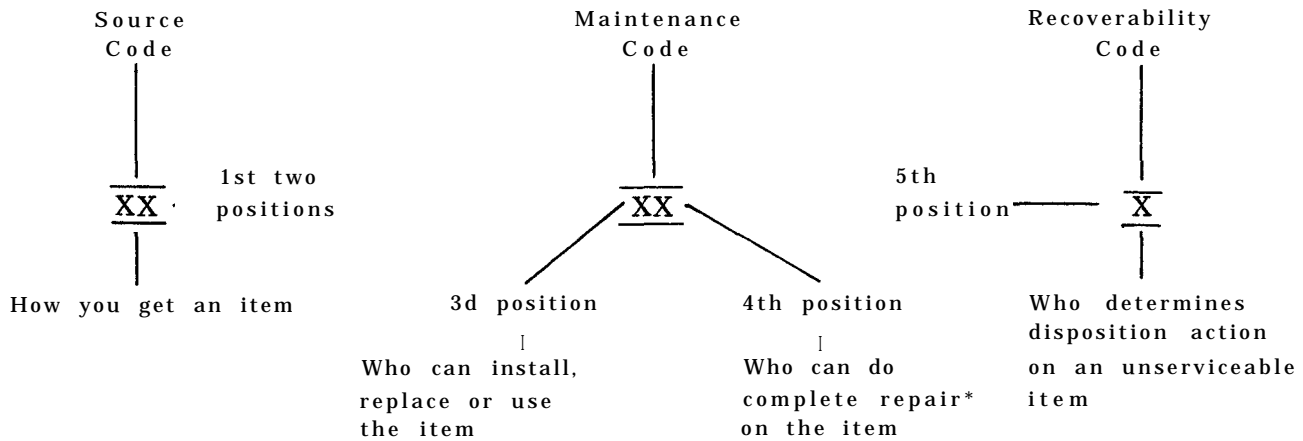 Source
Code
Maintenance
Code
Recoverability
Code
XX
1st two
positions
XX
5th
position
X
How you get an item
3d position
4th position
Who can install,
replace or use
the item
Who can do
complete repair*
on the item
Who determines
disposition action
on an unserviceable
item